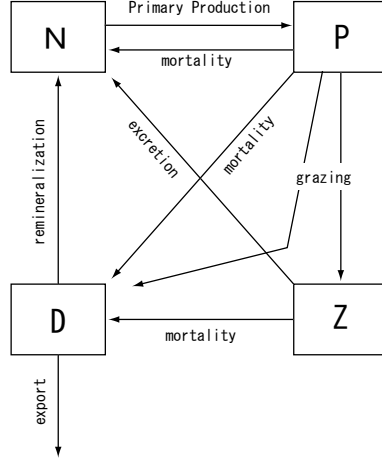 Primary Production
N
P
mortality
remineralization
excretion
mortality
grazing
D
Z
mortality
export